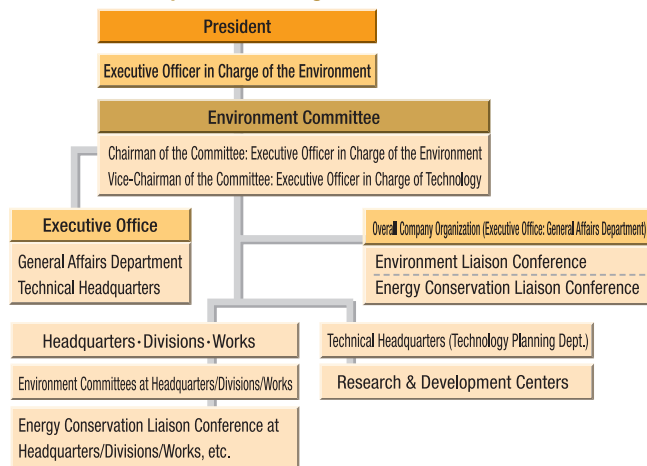 President
Executive Officer in Charge of the Environment
Environment Committee
Chairman of the Committee: Executive Officer in Charge of the Environment
Vice-Chairman of the Committee: Executive Officer in Charge of Technology
Executive Office
General Affairs Department
Technical Headquarters
Overall Company Organization (Executive Office: General Affairs Department)
Environment Liaison Conference
Energy Conservation Liaison Conference
Headquarters·Divisions·Works
Environment Committees at Headquarters/Divisions/Works
Energy Conservation Liaison Conference at
Headquarters/Divisions/Works, etc.
Technical Headquarters (Technology Planning Dept.)
Research & Development Centers